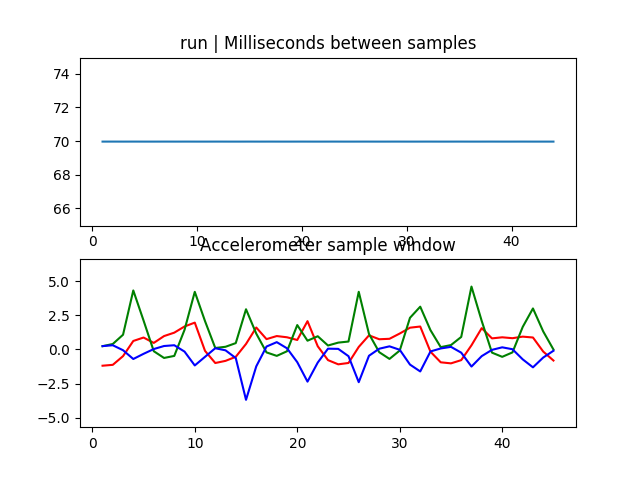 run | Milliseconds between samples
74
72
70
68
66
0 10 20 30 40
Accelerometer sample window
5.0
2.5
0.0
−2.5
−5.0
0 10 20 30 40